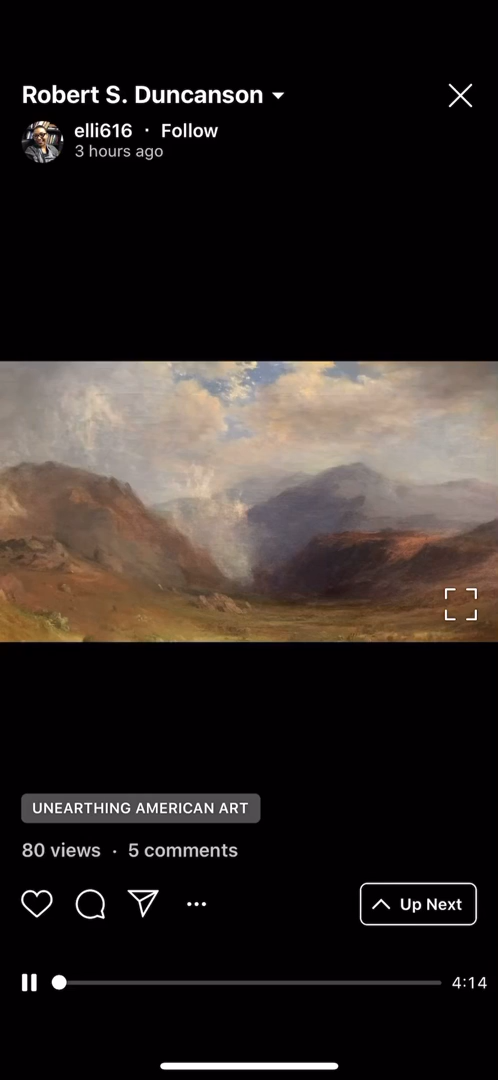 Robert S. Duncanson
elli616 · Follow
3 hours ago
UNEARTHING AMERICAN ART
80 views · 5 comments
Up Next
4:14